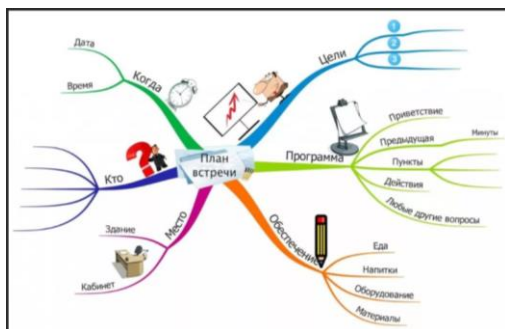 План
встречи
Цели
1
2
3
Программа
Приветствие
Предыдущая
Минуты
Пункты
Действия
Любые другие вопросы
Обеспечение
Еда
Напитки
Оборудование
Материалы
Место
Здание
Кабинет
Кто
Когда
Дата
Время